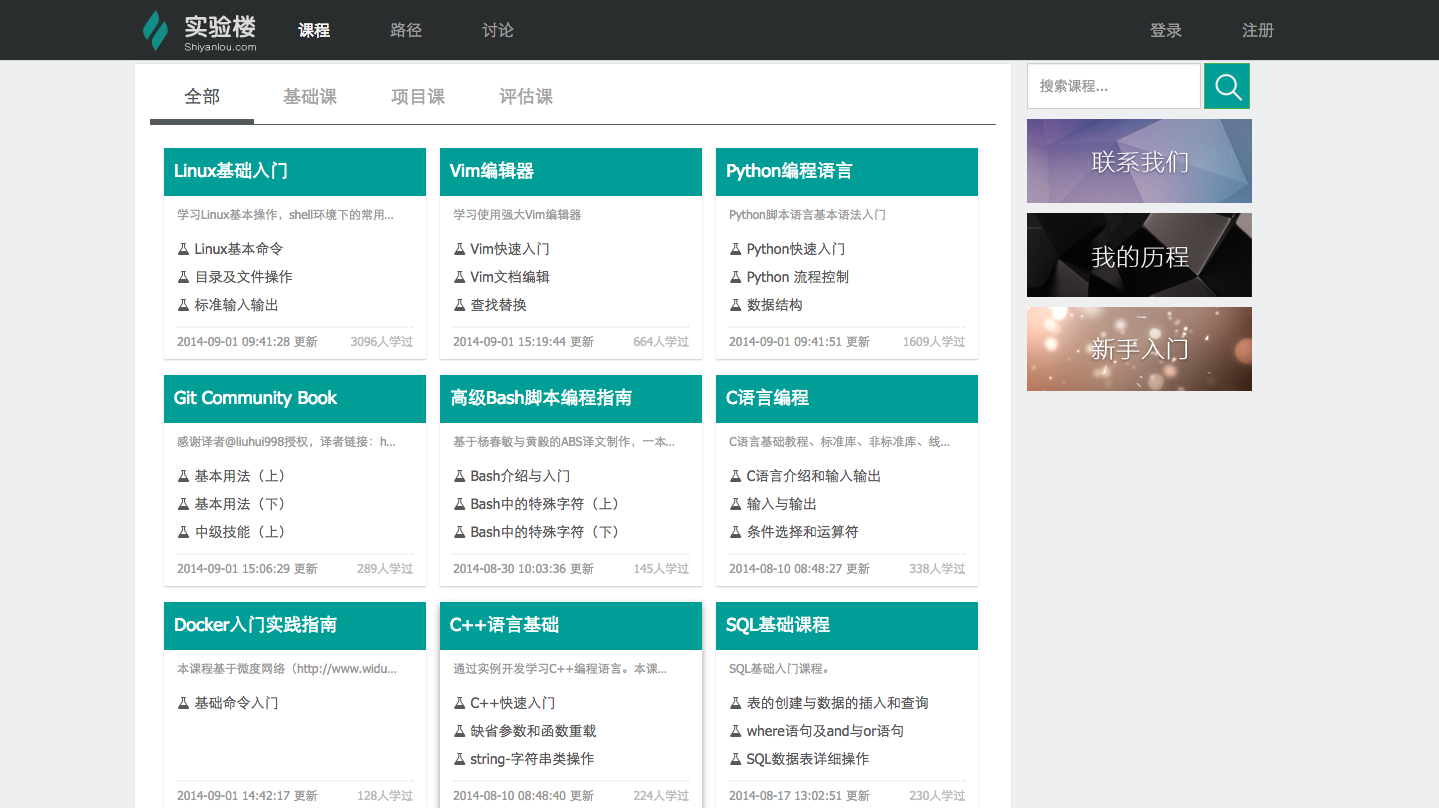 实验楼
Shiyanlou.com
课程
路径
讨论
登录
注册
全部
基础课
项目课
评估课
搜索课程...
联系我们
我的历程
新手入门
Linux基础入门
学习Linux基本操作，shell环境下的常用...
Linux基本命令
目录及文件操作
标准输入输出
2014-09-01 09:41:28 更新
3096人学过
Vim编辑器
学习使用强大Vim编辑器
Vim快速入门
Vim文档编辑
查找替换
2014-09-01 15:19:44 更新
664人学过
Python编程语言
Python脚本语言基本语法入门
Python快速入门
Python 流程控制
数据结构
2014-09-01 09:41:51 更新
1609人学过
Git Community Book
感谢译者@liuhui998授权，译者链接：h...
基本用法（上）
基本用法（下）
中级技能（上）
2014-09-01 15:06:29 更新
289人学过
高级Bash脚本编程指南
基于杨春敏与黄毅的ABS译文制作，一本...
Bash介绍与入门
Bash中的特殊字符（上）
Bash中的特殊字符（下）
2014-08-30 10:03:36 更新
145人学过
C语言编程
C语言基础教程、标准库、非标准库、线...
C语言介绍和输入输出
输入与输出
条件选择和运算符
2014-08-10 08:48:27 更新
338人学过
Docker入门实践指南
本课程基于微度网络（http://www.widu...
基础命令入门
2014-09-01 14:42:17 更新
128人学过
C++语言基础
通过实例开发学习C++编程语言。本课...
C++快速入门
缺省参数和函数重载
string-字符串类操作
2014-08-10 08:48:40 更新
224人学过
SQL基础课程
SQL基础入门课程。
表的创建与数据的插入和查询
where语句及and与or语句
SQL数据表详细操作
2014-08-17 13:02:51 更新
230人学过